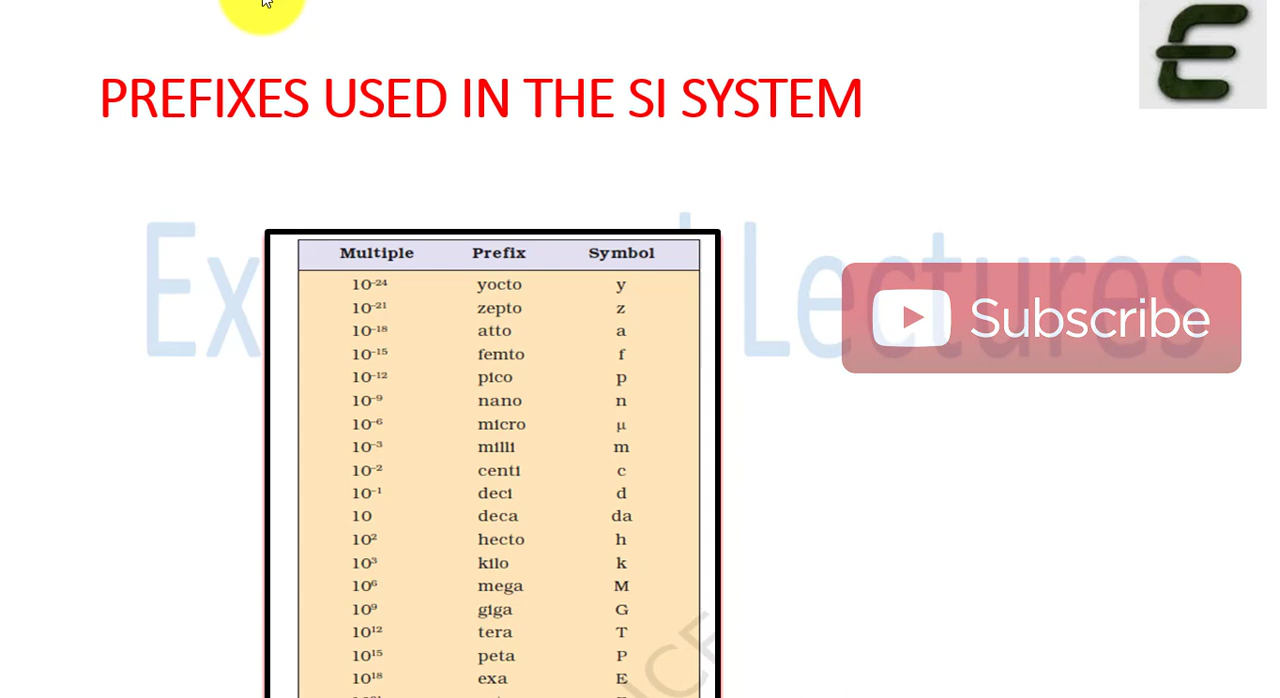 PREFIXES USED IN THE SI SYSTEM
Multiple Prefix Symbol
10⁻²⁴ yocto y
10⁻²¹ zepto z
10⁻¹⁸ atto a
10⁻¹⁵ femto f
10⁻¹² pico p
10⁻⁹ nano n
10⁻⁶ micro µ
10⁻³ milli m
10⁻² centi c
10⁻¹ deci d
10 deca da
10² hecto h
10³ kilo k
10⁶ mega M
10⁹ giga G
10¹² tera T
10¹⁵ peta P
10¹⁸ exa E
Lectures
Subscribe